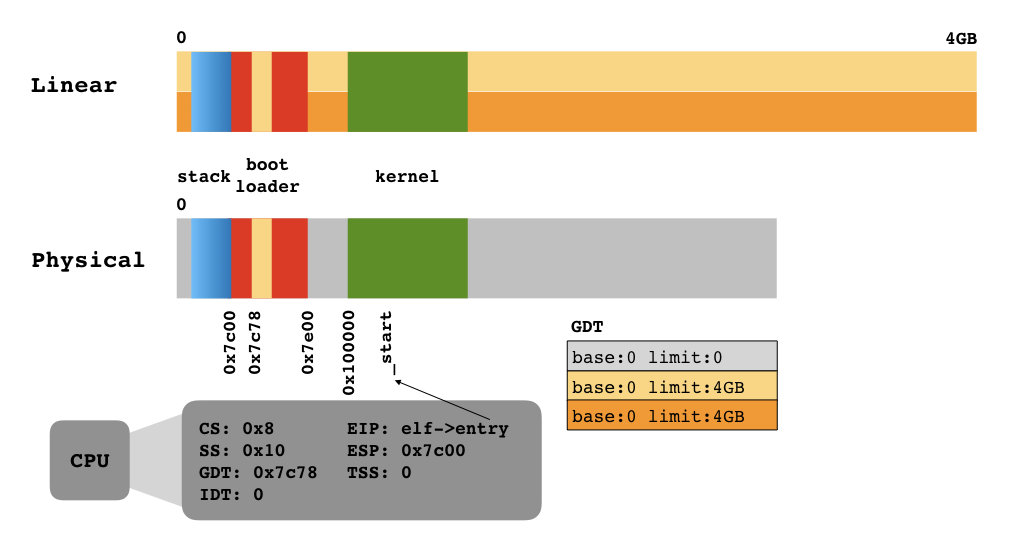 0
4GB
Linear
stack
boot
loader
kernel
0
Physical
0x7c00
0x7c78
0x7e00
0x100000
_start
GDT
base:0 limit:0
base:0 limit:4GB
base:0 limit:4GB
CPU
CS: 0x8
EIP: elf->entry
SS: 0x10
ESP: 0x7c00
GDT: 0x7c78
TSS: 0
IDT: 0